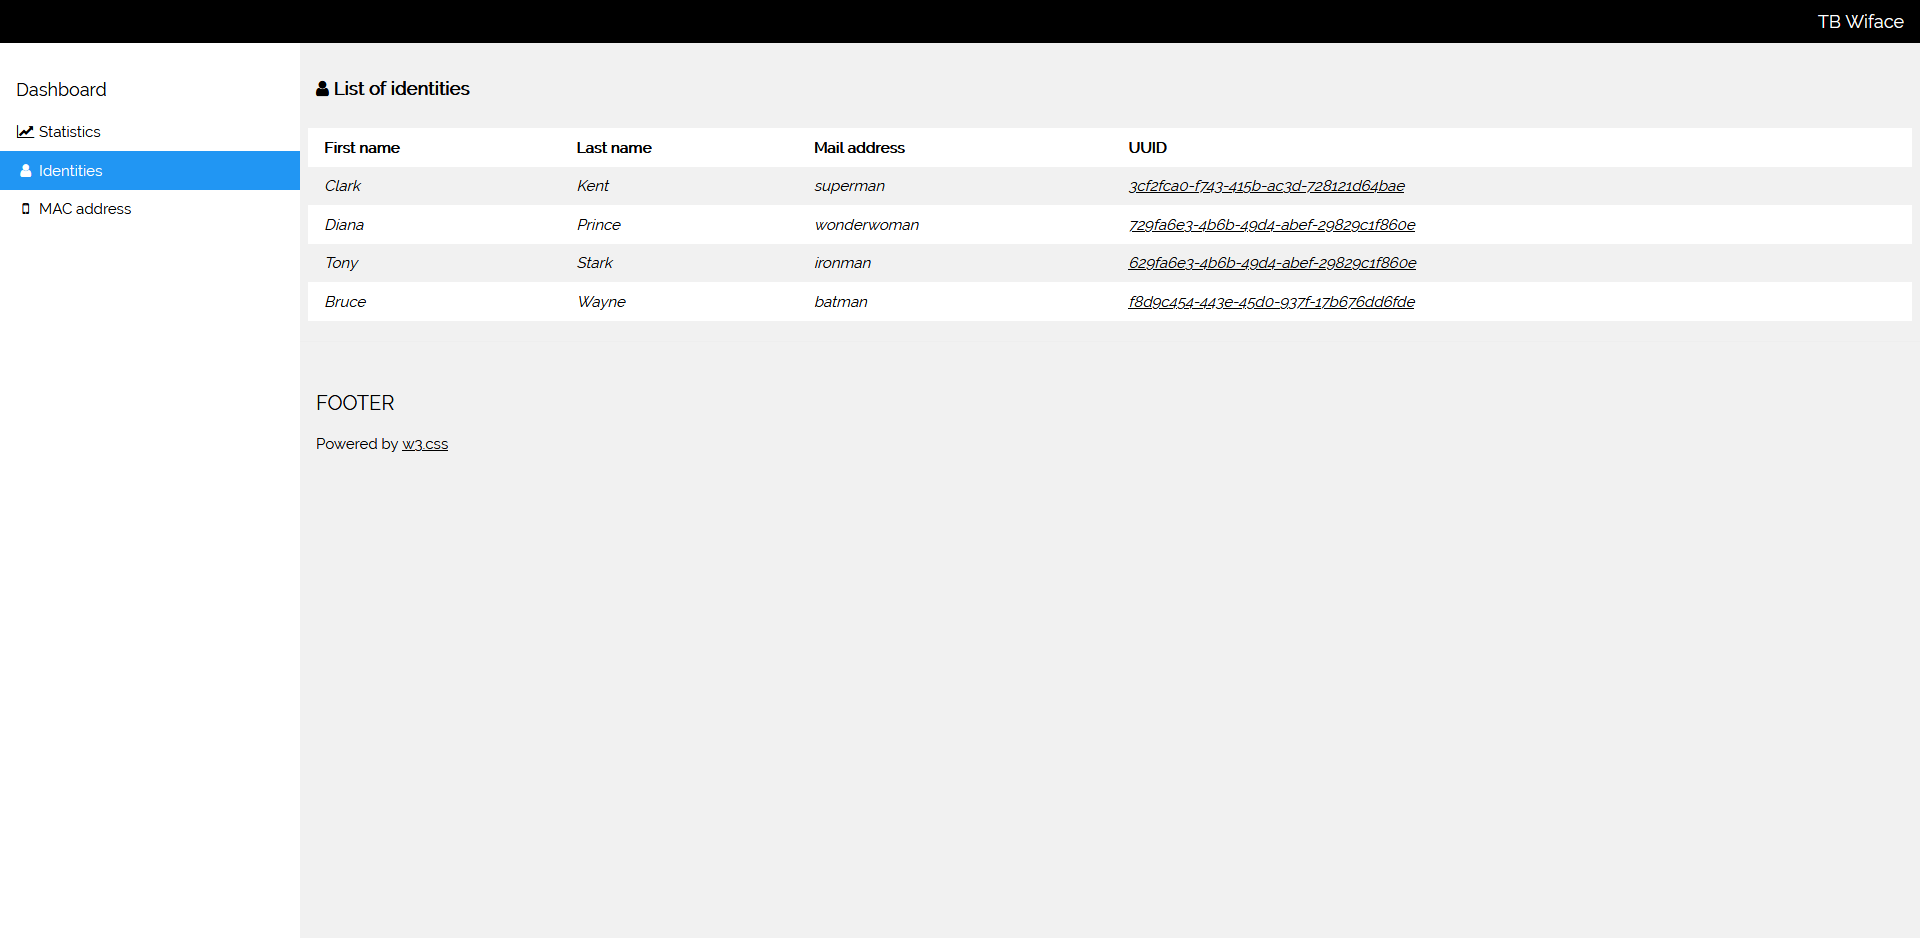 TB Wiface
Dashboard
Statistics
Identities
MAC address
List of identities
First name Last name Mail address UUID
Clark Kent superman 3cf2fca0-f743-415b-ac3d-728121d64bae
Diana Prince wonderwoman 729fa6e3-4b6b-49d4-abef-29829c1f860e
Tony Stark ironman 629fa6e3-4b6b-49d4-abef-29829c1f860e
Bruce Wayne batman f8d9c454-443e-45d0-937f-17b676dd6fde
FOOTER
Powered by w3.css